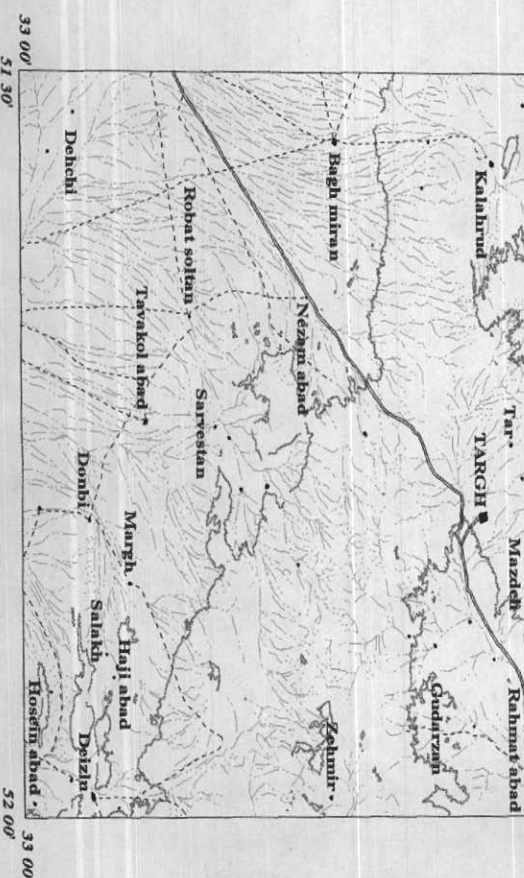 Kalahrud
Tar
TARGH
Mazdeh
Rahmat abad
Bagh miran
Gudarzan
Nezam abad
Zehmir
Robat soltan
Sarvestan
Tavakol abad
Margh
Haji abad
Dehchi
Donbi
Salakh
Deizln
Hosein abad
33 00'
51 30'
52 00'
33 00